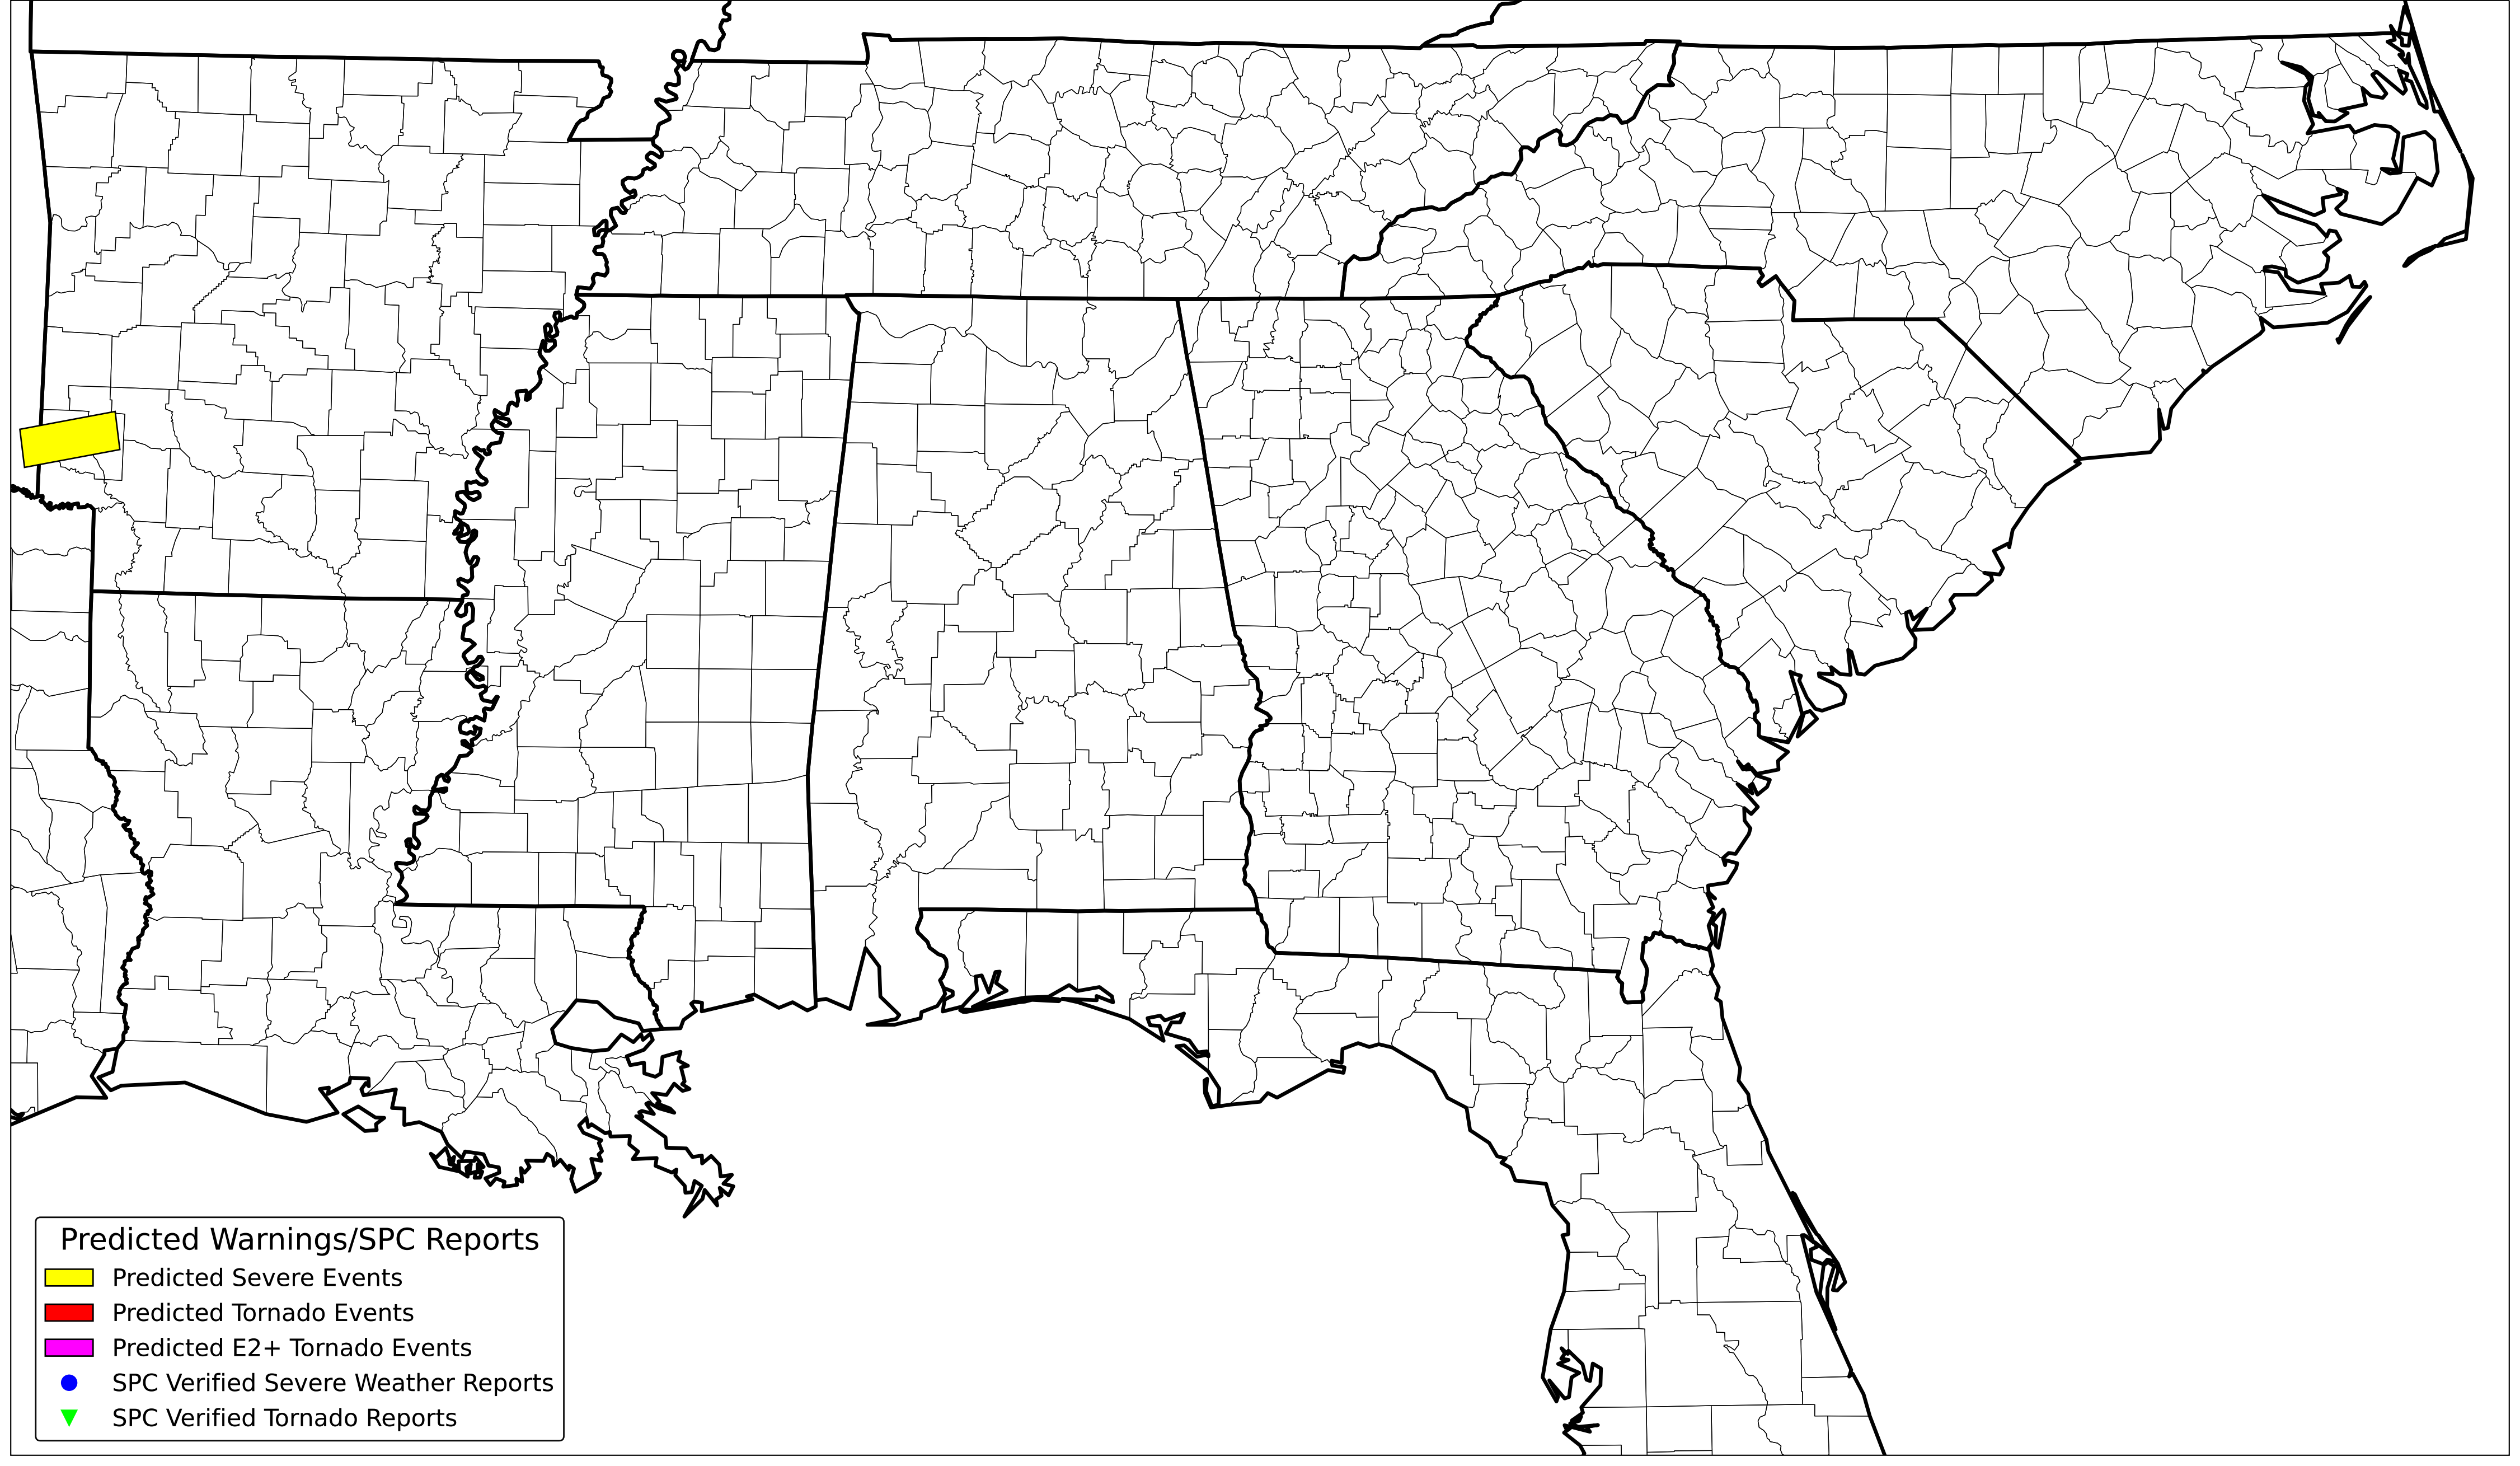 Predicted Warnings/SPC Reports
Predicted Severe Events
Predicted Tornado Events
Predicted E2+ Tornado Events
SPC Verified Severe Weather Reports
SPC Verified Tornado Reports